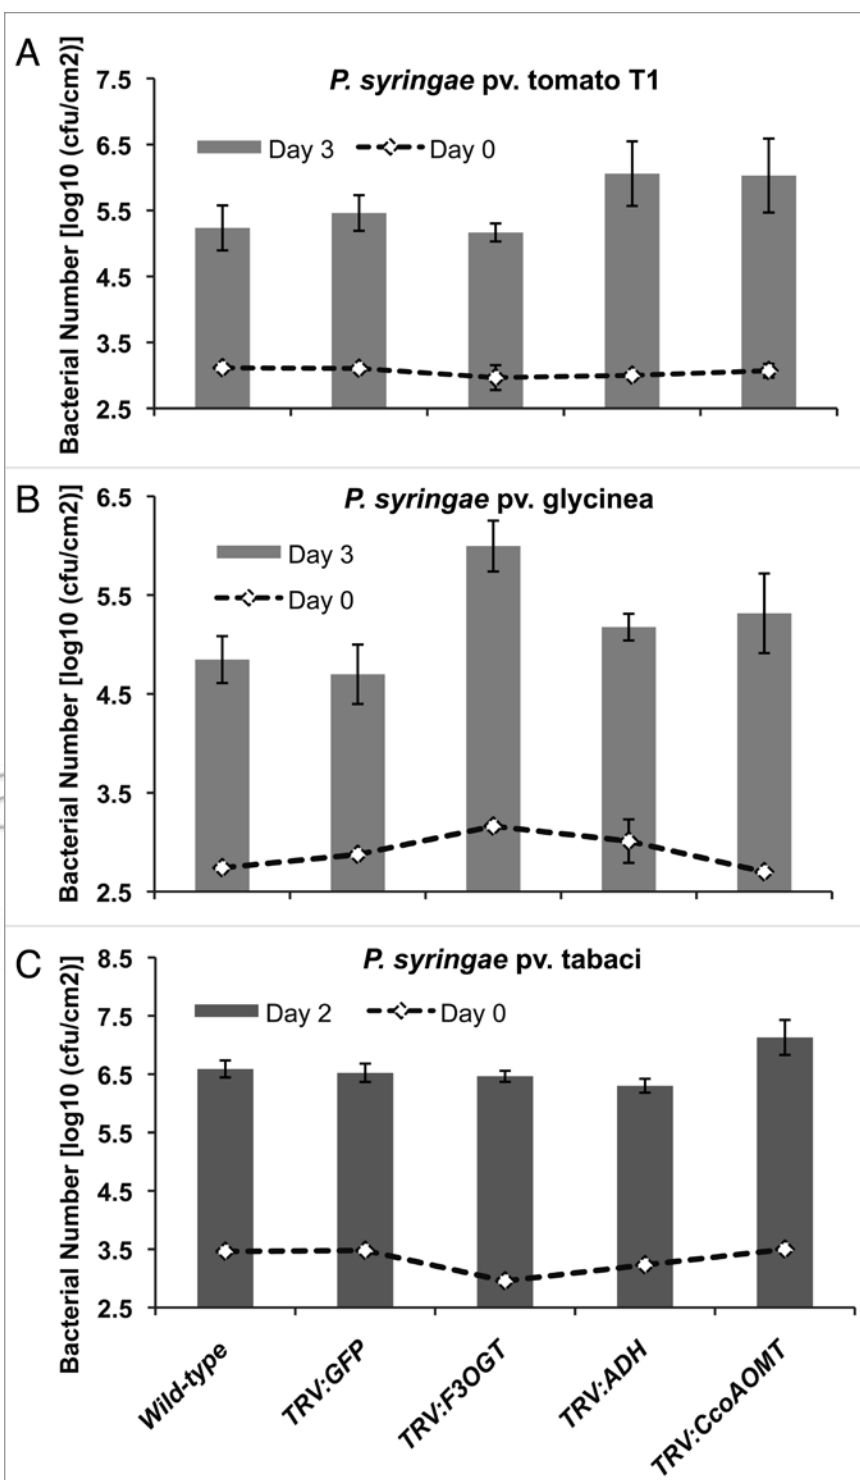 A
P. syringae pv. tomato T1
Bacterial Number [log10 (cfu/cm2)]
7.5
6.5
5.5
4.5
3.5
2.5
Day 3
Day 0
B
P. syringae pv. glycinea
Bacterial Number [log10 (cfu/cm2)]
6.5
5.5
4.5
3.5
2.5
Day 3
Day 0
C
P. syringae pv. tabaci
Bacterial Number [log10 (cfu/cm2)]
8.5
7.5
6.5
5.5
4.5
3.5
2.5
Day 2
Day 0
Wild-type
TRV:GFP
TRV:F3OGT
TRV:ADH
TRV:CcoAOMT